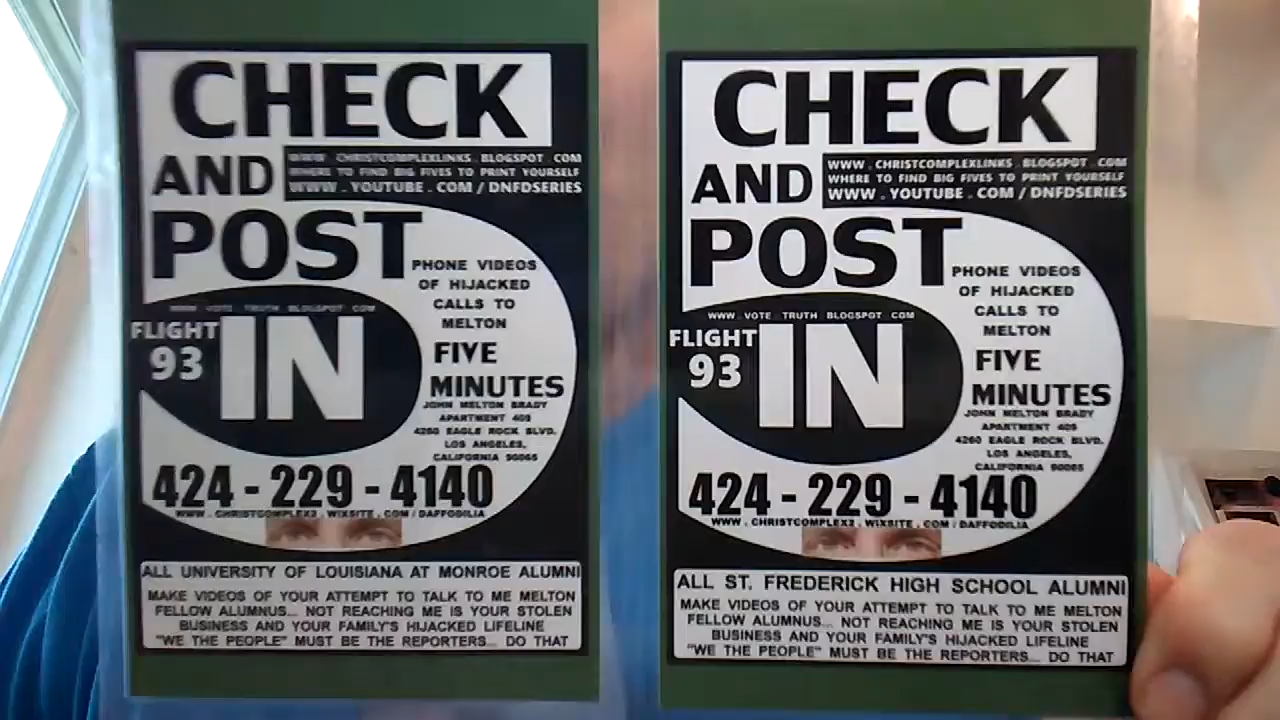 CHECK
AND
WWW . CHRISTCOMPLEXLINKS . BLOGSPOT . COM
WHERE TO FIND BIG FIVES TO PRINT YOURSELF
WWW . YOUTUBE . COM / DNFDSERIES
POST
PHONE VIDEOS
OF HIJACKED
CALLS TO
MELTON
WWW . VOTE TRUTH BLOGSPOT . COM
FLIGHT
93
IN
FIVE
MINUTES
JOHN MELTON BRADY
APARTMENT 405
4260 EAGLE ROCK BLVD.
LOS ANGELES,
CALIFORNIA 90065
424 - 229 - 4140
WWW . CHRISTCOMPLEX2 . WIXSITE . COM / DAFFODILIA
ALL UNIVERSITY OF LOUISIANA AT MONROE ALUMNI
MAKE VIDEOS OF YOUR ATTEMPT TO TALK TO ME MELTON
FELLOW ALUMNUS... NOT REACHING ME IS YOUR STOLEN
BUSINESS AND YOUR FAMILY'S HIJACKED LIFELINE
"WE THE PEOPLE" MUST BE THE REPORTERS... DO THAT
CHECK
AND
WWW . CHRISTCOMPLEXLINKS . BLOGSPOT . COM
WHERE TO FIND BIG FIVES TO PRINT YOURSELF
WWW . YOUTUBE . COM / DNFDSERIES
POST
PHONE VIDEOS
OF HIJACKED
CALLS TO
MELTON
WWW . VOTE TRUTH BLOGSPOT . COM
FLIGHT
93
IN
FIVE
MINUTES
JOHN MELTON BRADY
APARTMENT 405
4260 EAGLE ROCK BLVD.
LOS ANGELES,
CALIFORNIA 90065
424 - 229 - 4140
WWW . CHRISTCOMPLEX2 . WIXSITE . COM / DAFFODILIA
ALL ST. FREDERICK HIGH SCHOOL ALUMNI
MAKE VIDEOS OF YOUR ATTEMPT TO TALK TO ME MELTON
FELLOW ALUMNUS... NOT REACHING ME IS YOUR STOLEN
BUSINESS AND YOUR FAMILY'S HIJACKED LIFELINE
"WE THE PEOPLE" MUST BE THE REPORTERS... DO THAT